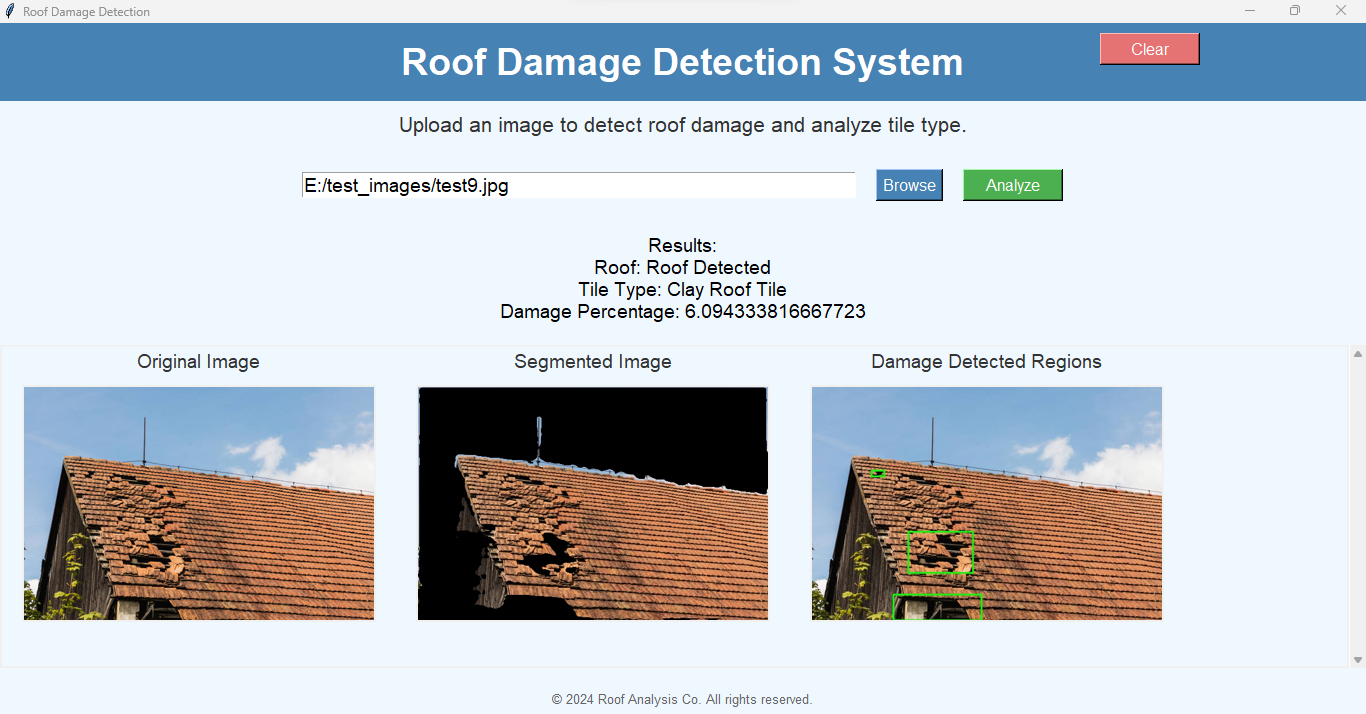 Roof Damage Detection
Roof Damage Detection System
Clear
Upload an image to detect roof damage and analyze tile type.
E:/test_images/test9.jpg
Browse
Analyze
Results:
Roof: Roof Detected
Tile Type: Clay Roof Tile
Damage Percentage: 6.094333816667723
Original Image
Segmented Image
Damage Detected Regions
© 2024 Roof Analysis Co. All rights reserved.